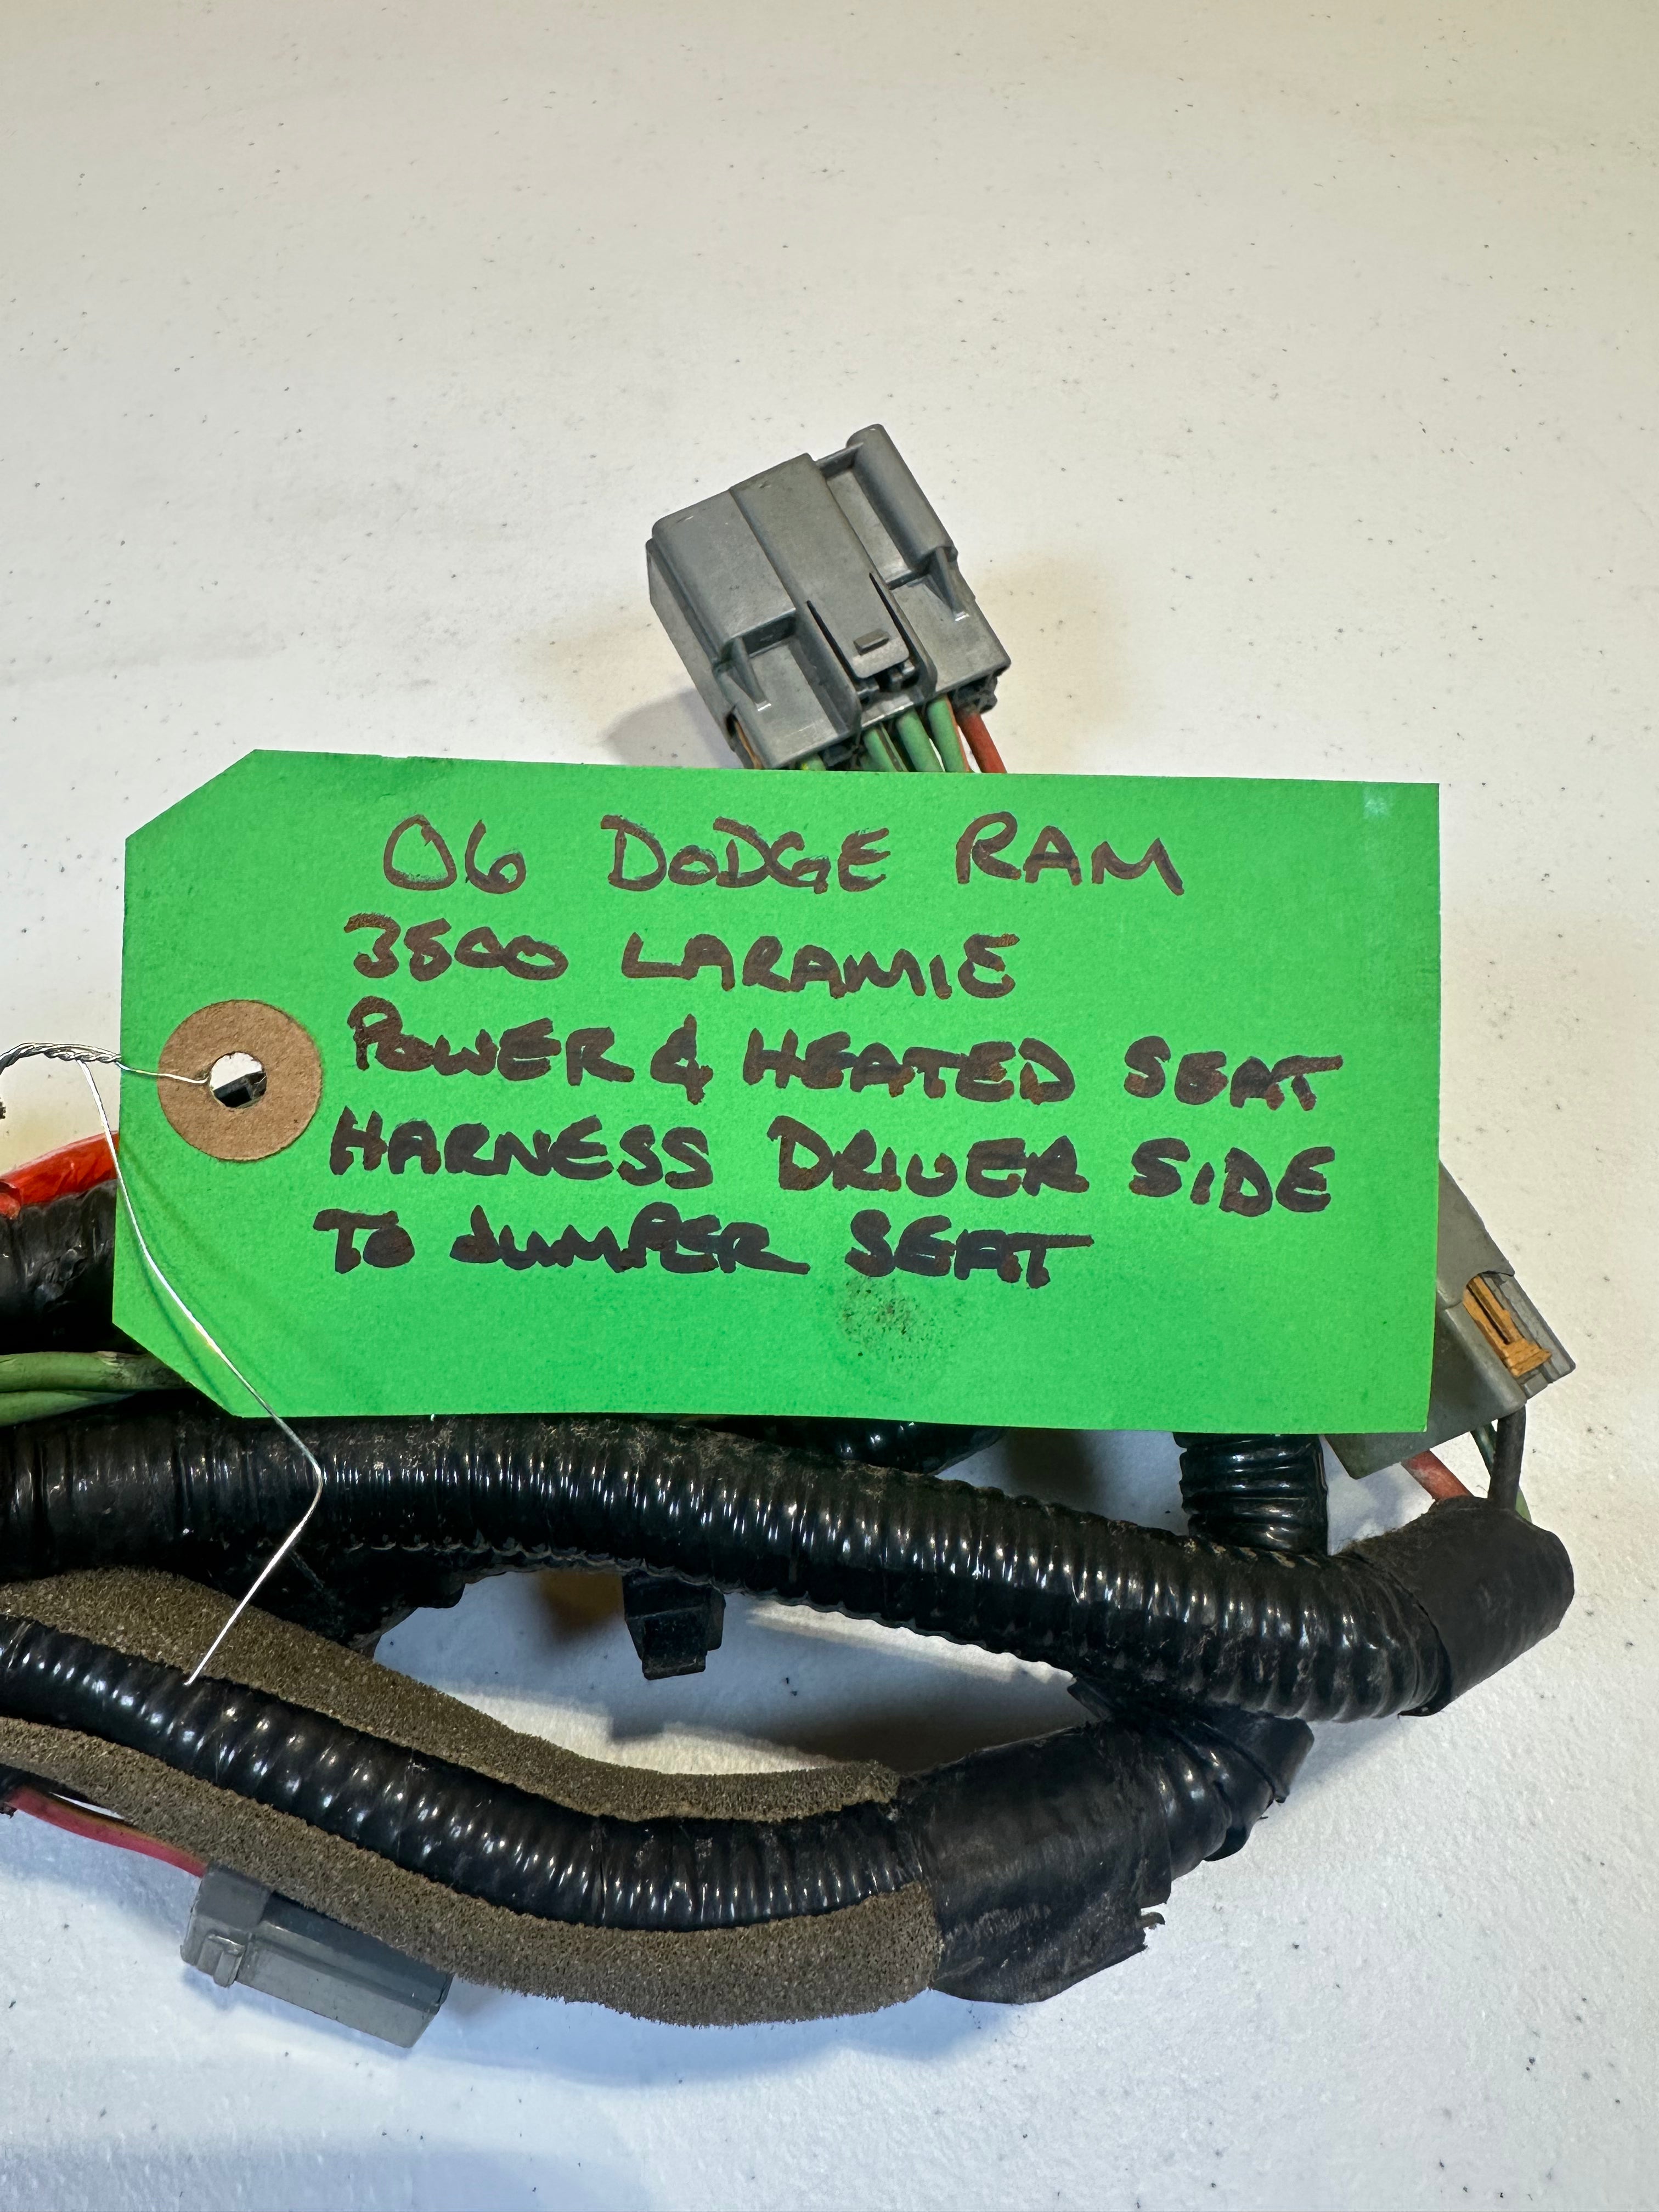 06 DODGE RAM
3500 LARAMIE
POWER & HEATED SEAT
HARNESS DRIVER SIDE
TO JUMPER SEAT